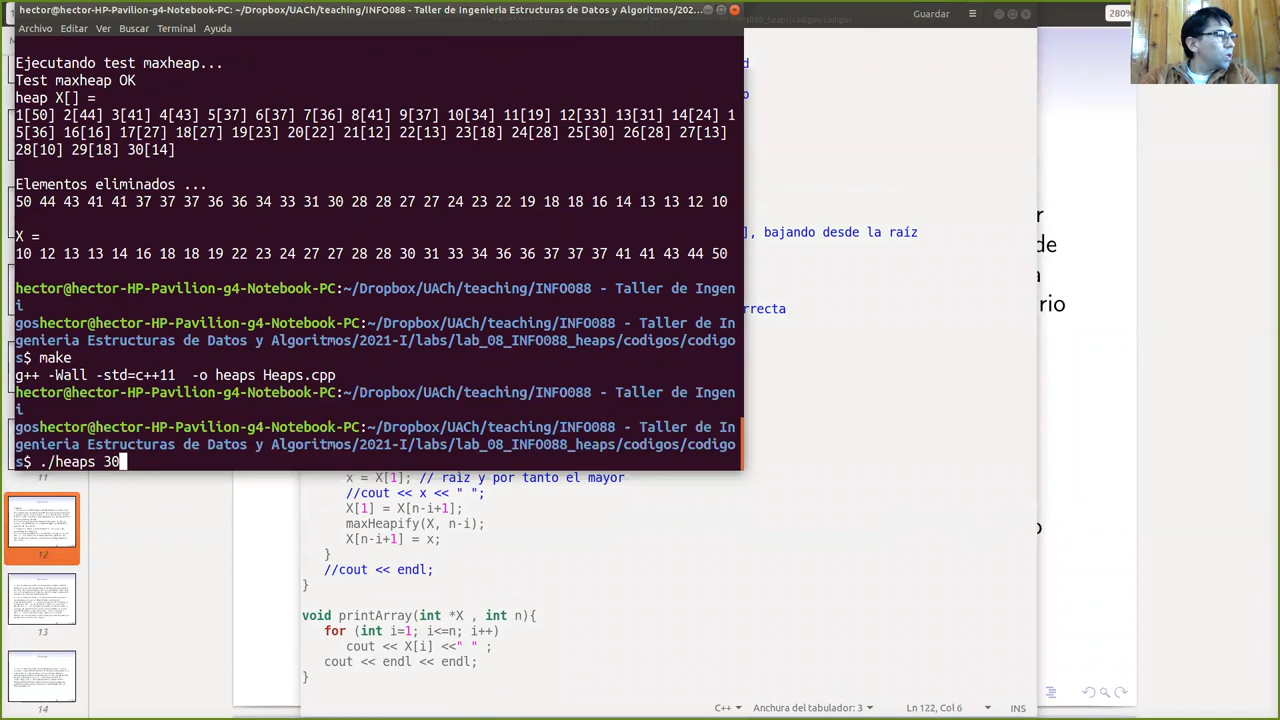 hector@hector-HP-Pavilion-g4-Notebook-PC: ~/Dropbox/UACh/teaching/INFO088 - Taller de Ingenieria Estructuras de Datos y Algoritmos/202...
Archivo Editar Ver Buscar Terminal Ayuda
Ejecutando test maxheap...
Test maxheap OK
heap X[] =
1[50] 2[44] 3[41] 4[43] 5[37] 6[37] 7[36] 8[41] 9[37] 10[34] 11[19] 12[33] 13[31] 14[24] 1
5[36] 16[16] 17[27] 18[27] 19[23] 20[22] 21[12] 22[13] 23[18] 24[28] 25[30] 26[28] 27[13]
28[10] 29[18] 30[14]
Elementos eliminados ...
50 44 43 41 41 37 37 37 36 36 34 33 31 30 28 28 27 27 24 23 22 19 18 18 16 14 13 13 12 10
X =
10 12 13 13 14 16 18 18 19 22 23 24 27 27 28 28 30 31 33 34 36 36 37 37 37 41 41 43 44 50
hector@hector-HP-Pavilion-g4-Notebook-PC:~/Dropbox/UACh/teaching/INFO088 - Taller de Ingeni
goshector@hector-HP-Pavilion-g4-Notebook-PC:~/Dropbox/UACh/teaching/INFO088 - Taller de In
genieria Estructuras de Datos y Algoritmos/2021-I/labs/lab_08_INFO088_heaps/codigos/codigo
s$ make
g++ -Wall -std=c++11  -o heaps Heaps.cpp
hector@hector-HP-Pavilion-g4-Notebook-PC:~/Dropbox/UACh/teaching/INFO088 - Taller de Ingeni
goshector@hector-HP-Pavilion-g4-Notebook-PC:~/Dropbox/UACh/teaching/INFO088 - Taller de In
genieria Estructuras de Datos y Algoritmos/2021-I/labs/lab_08_INFO088_heaps/codigos/codigo
s$ ./heaps 30
Guardar
280%
], bajando desde la raíz
rrecta
x = X[1]; // raìz y por tanto el mayor
//cout << x << " ";
X[1] = X[n-i+1];
maxHeapify(X, n-i);
X[n-i+1] = x;
}
//cout << endl;
}
void printArray(int *X , int n){
for (int i=1; i<=n; i++)
cout << X[i] <<" " ;
cout << endl << endl;
}
C++
Anchura del tabulador: 3
Ln 122, Col 6
INS
r
de
a
rio
o
11
12
13
14